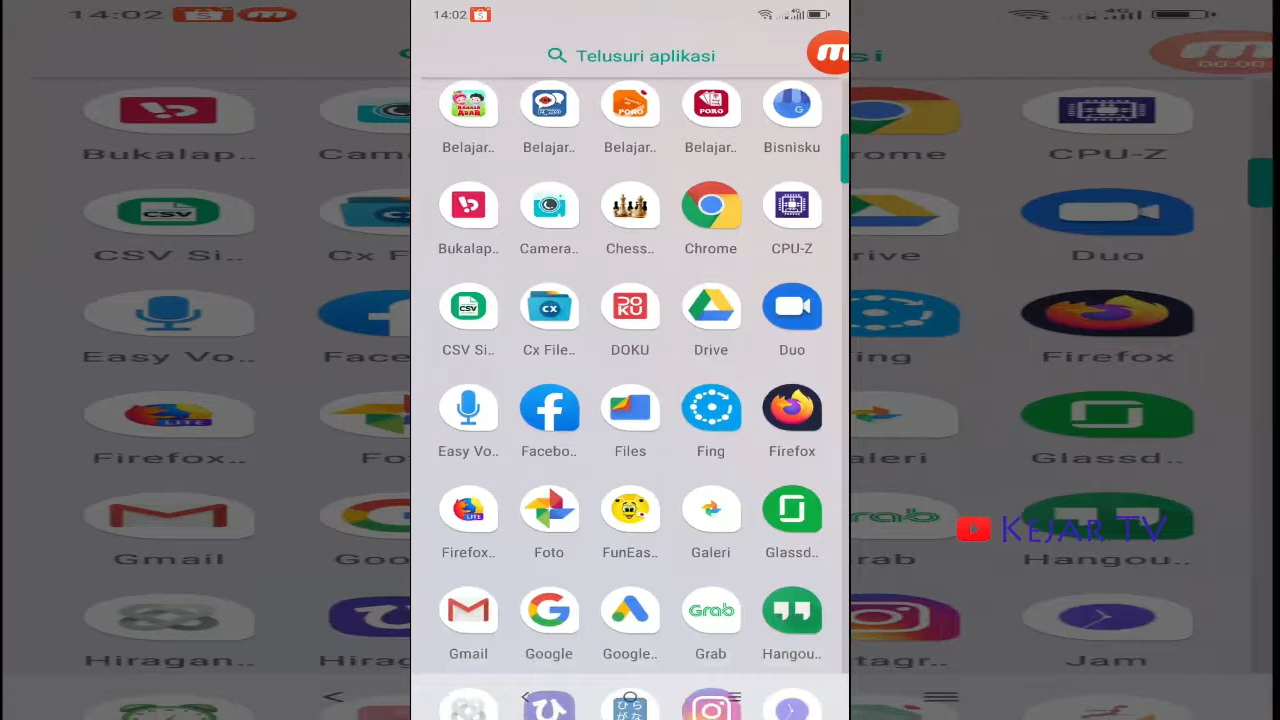 14:02
Telusuri aplikasi
Belajar.. Belajar.. Belajar.. Belajar.. Bisnisku
Bukalap.. Camera.. Chess.. Chrome CPU-Z
CSV Si.. Cx File.. DOKU Drive Duo
Easy Vo.. Facebo.. Files Fing Firefox
Firefox.. Foto FunEas.. Galeri Glassd..
Gmail Google Google.. Grab Hangou..
KEJAR TV